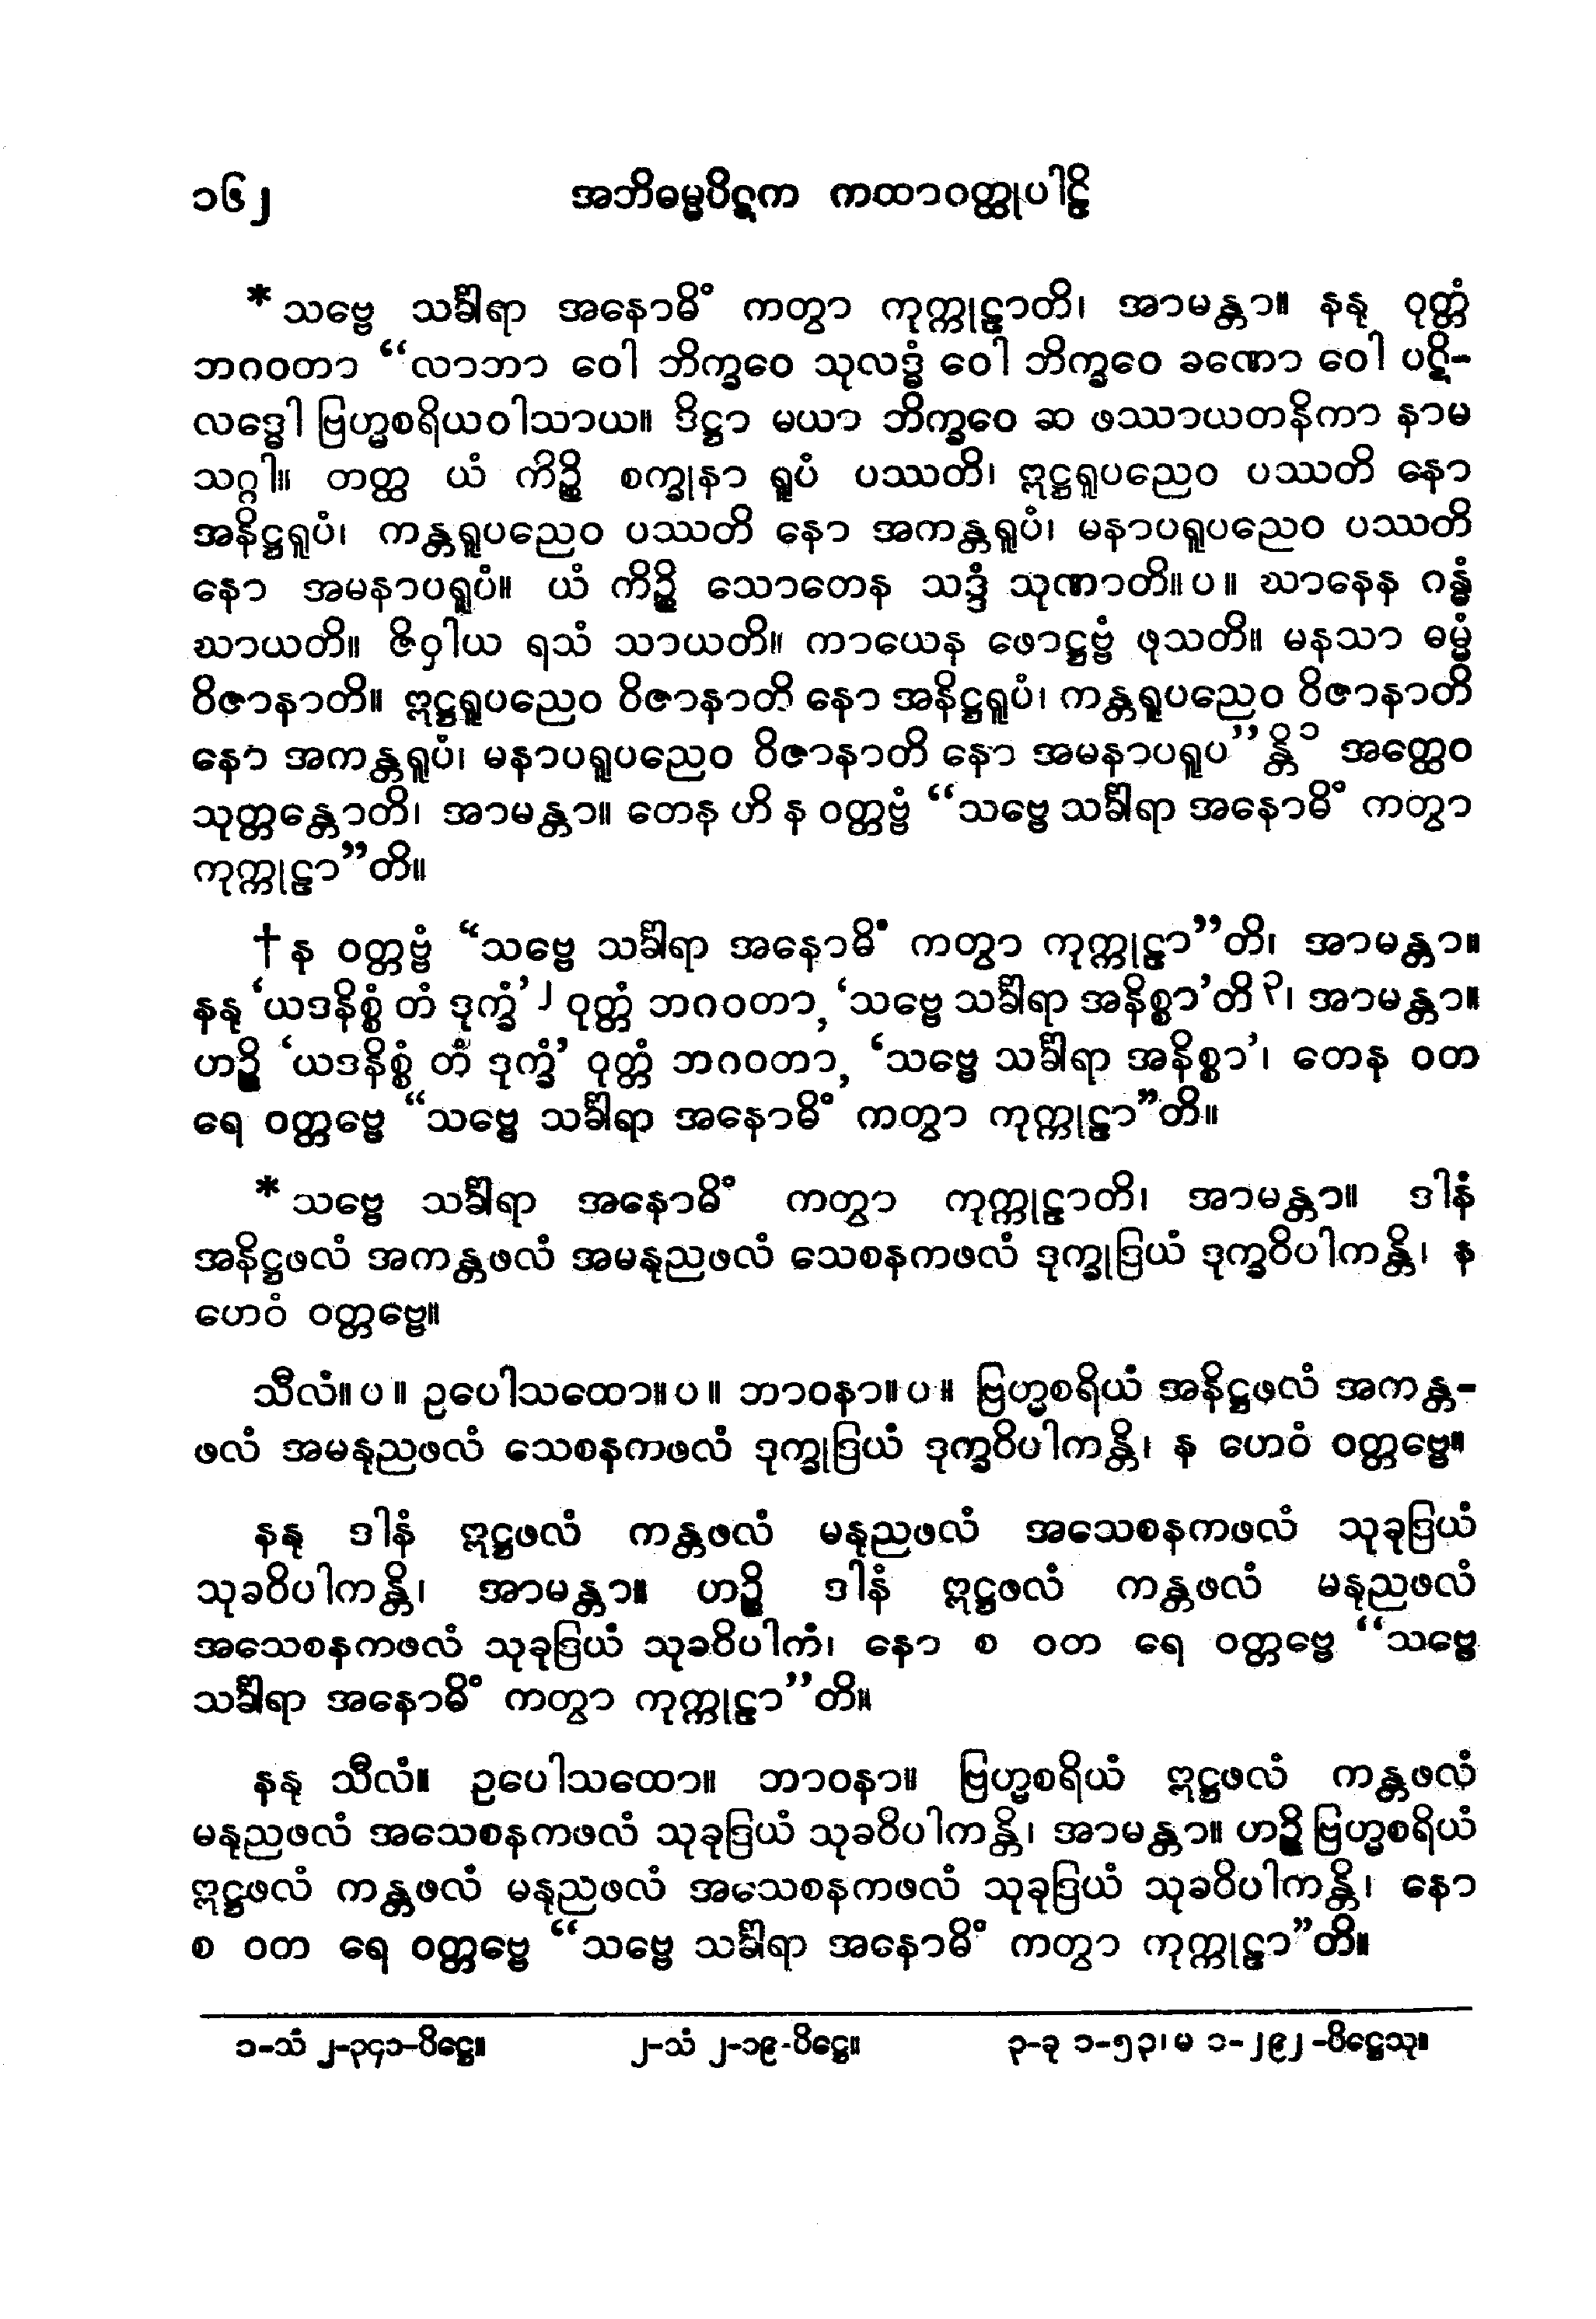 ၁၆၂ အဘိဓမ္မပိဋက ကထာဝတ္ထုပါဠိ
* သဗ္ဗေ သင်္ခါရာ အနောဓိံ ကတွာ ကုက္ကုဠာတိ၊ အာမန္တာ။ နနု ဝုတ္တံ
ဘဂဝတာ “လာဘာ ဝေါ ဘိက္ခဝေ သုလဒ္ဓံ ဝေါ ဘိက္ခဝေ ခဏော ဝေါ ပဋိ-
လဒ္ဓေါ ဗြဟ္မစရိယဝါသာယ။ ဒိဋ္ဌာ မယာ ဘိက္ခဝေ ဆ ဖဿာယတနိကာ နာမ
သဂ္ဂါ။ တတ္ထ ယံ ကိဉ္စိ စက္ခုနာ ရူပံ ပဿတိ၊ ဣဋ္ဌရူပညေဝ ပဿတိ နော
အနိဋ္ဌရူပံ၊ ကန္တရူပညေဝ ပဿတိ နော အကန္တရူပံ၊ မနာပရူပညေဝ ပဿတိ
နော အမနာပရူပံ။ ယံ ကိဉ္စိ သောတေန သဒ္ဒံ သုဏာတိ။ ပ ။ ဃာနေန ဂန္ဓံ
ဃာယတိ။ ဇိဝှါယ ရသံ သာယတိ။ ကာယေန ဖောဋ္ဌဗ္ဗံ ဖုသတိ။ မနသာ ဓမ္မံ
ဝိဇာနာတိ။ ဣဋ္ဌရူပညေဝ ဝိဇာနာတိ နော အနိဋ္ဌရူပံ၊ ကန္တရူပညေဝ ဝိဇာနာတိ
နော အကန္တရူပံ၊ မနာပရူပညေဝ ဝိဇာနာတိ နော အမနာပရူပ”န္တိ၁ အတ္ထေဝ
သုတ္တန္တောတိ၊ အာမန္တာ။ တေန ဟိ န ဝတ္တဗ္ဗံ “သဗ္ဗေ သင်္ခါရာ အနောဓိံ ကတွာ
ကုက္ကုဠာ”တိ။
† န ဝတ္တဗ္ဗံ “သဗ္ဗေ သင်္ခါရာ အနောဓိံ ကတွာ ကုက္ကုဠာ”တိ၊ အာမန္တာ။
နနု ‘ယဒနိစ္စံ တံ ဒုက္ခံ’၂ ဝုတ္တံ ဘဂဝတာ, ‘သဗ္ဗေ သင်္ခါရာ အနိစ္စာ’တိ၃၊ အာမန္တာ။
ဟဉ္စိ ‘ယဒနိစ္စံ တံ ဒုက္ခံ’ ဝုတ္တံ ဘဂဝတာ, ‘သဗ္ဗေ သင်္ခါရာ အနိစ္စာ’၊ တေန ဝတ
ရေ ဝတ္တဗ္ဗေ “သဗ္ဗေ သင်္ခါရာ အနောဓိံ ကတွာ ကုက္ကုဠာ”တိ။
* သဗ္ဗေ သင်္ခါရာ အနောဓိံ ကတွာ ကုက္ကုဠာတိ၊ အာမန္တာ။ ဒါနံ
အနိဋ္ဌဖလံ အကန္တဖလံ အမနုညဖလံ သေစနကဖလံ ဒုက္ခုဒြယံ ဒုက္ခဝိပါကန္တိ၊ န
ဟေဝံ ဝတ္တဗ္ဗေ။
သီလံ။ ပ ။ ဥပေါသထော။ ပ ။ ဘာဝနာ။ ပ ။ ဗြဟ္မစရိယံ အနိဋ္ဌဖလံ အကန္တ-
ဖလံ အမနုညဖလံ သေစနကဖလံ ဒုက္ခုဒြယံ ဒုက္ခဝိပါကန္တိ၊ န ဟေဝံ ဝတ္တဗ္ဗေ။
နနု ဒါနံ ဣဋ္ဌဖလံ ကန္တဖလံ မနုညဖလံ အသေစနကဖလံ သုခုဒြယံ
သုခဝိပါကန္တိ၊ အာမန္တာ။ ဟဉ္စိ ဒါနံ ဣဋ္ဌဖလံ ကန္တဖလံ မနုညဖလံ
အသေစနကဖလံ သုခုဒြယံ သုခဝိပါကံ၊ နော စ ဝတ ရေ ဝတ္တဗ္ဗေ “သဗ္ဗေ
သင်္ခါရာ အနောဓိံ ကတွာ ကုက္ကုဠာ”တိ။
နနု သီလံ။ ဥပေါသထော။ ဘာဝနာ။ ဗြဟ္မစရိယံ ဣဋ္ဌဖလံ ကန္တဖလံ
မနုညဖလံ အသေစနကဖလံ သုခုဒြယံ သုခဝိပါကန္တိ၊ အာမန္တာ။ ဟဉ္စိ ဗြဟ္မစရိယံ
ဣဋ္ဌဖလံ ကန္တဖလံ မနုညဖလံ အသေစနကဖလံ သုခုဒြယံ သုခဝိပါကန္တိ၊ နော
စ ဝတ ရေ ဝတ္တဗ္ဗေ “သဗ္ဗေ သင်္ခါရာ အနောဓိံ ကတွာ ကုက္ကုဠာ”တိ။
၁-သံ ၂-၃၄၁-ပိဋ္ဌေ။ ၂-သံ ၂-၁၉-ပိဋ္ဌေ။ ၃-ခု ၁-၅၃၊ မ ၁-၂၉၂-ပိဋ္ဌေသု။